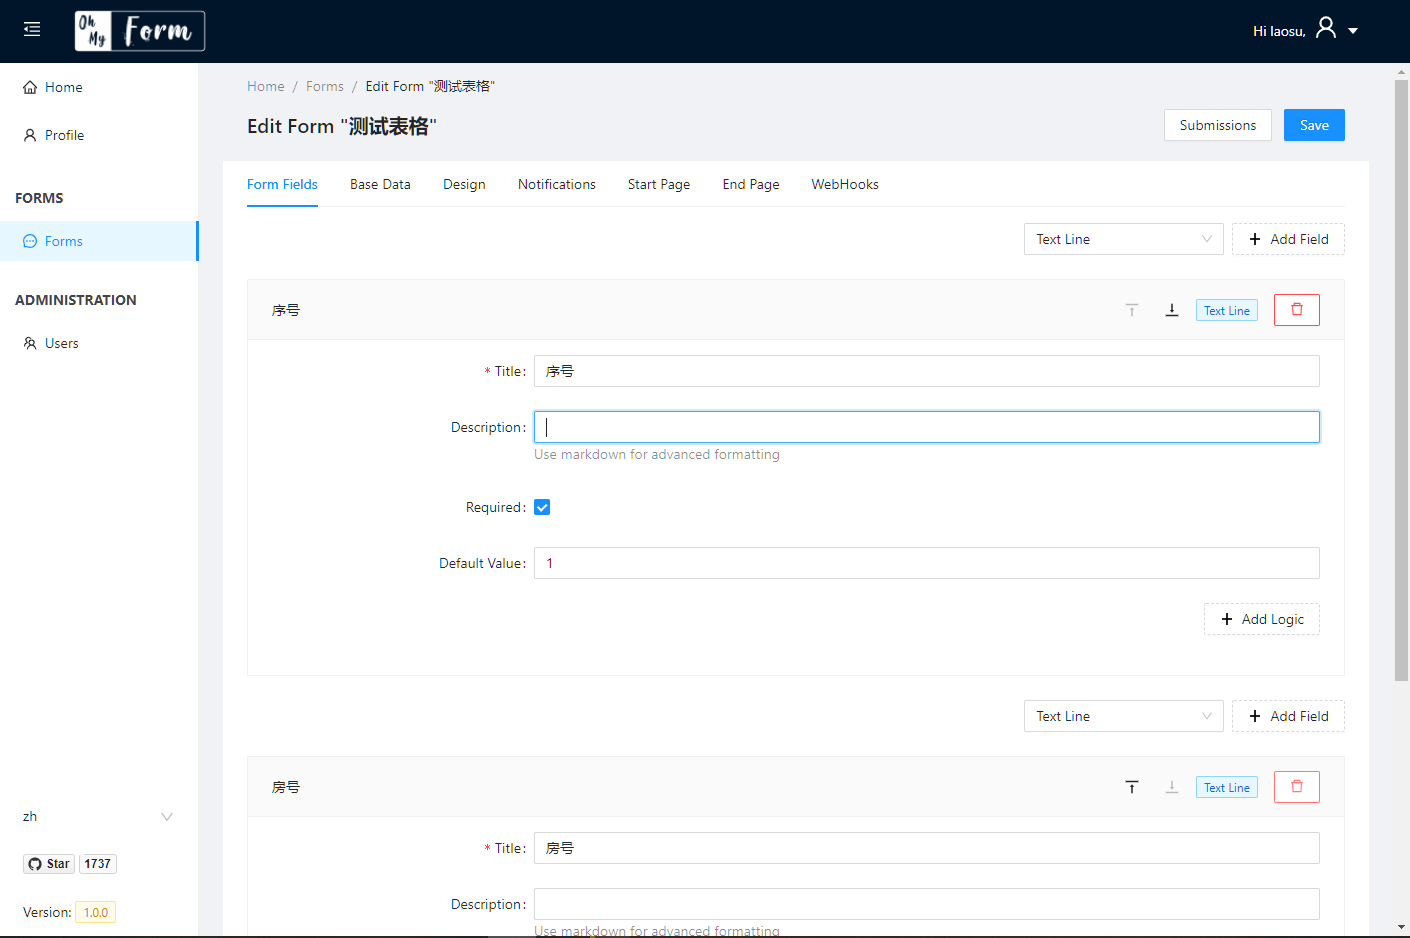 Oh My Form
Hi laosu,
Home
Profile
FORMS
Forms
ADMINISTRATION
Users
zh
Star 1737
Version: 1.0.0
Home / Forms / Edit Form "测试表格"
Edit Form "测试表格"
Submissions Save
Form Fields Base Data Design Notifications Start Page End Page WebHooks
Text Line + Add Field
序号 Text Line
* Title: 序号
Description:
Use markdown for advanced formatting
Required:
Default Value: 1
+ Add Logic
Text Line + Add Field
房号 Text Line
* Title: 房号
Description:
Use markdown for advanced formatting